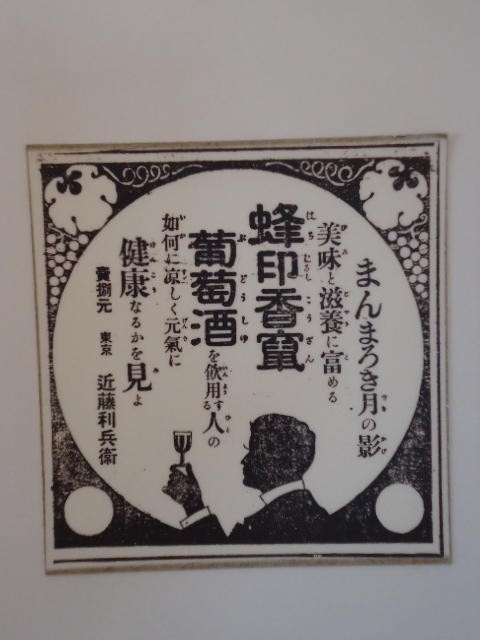 まんまろき月の影
美味と滋養に富める
蜂印香竄
葡萄酒を飲用する人の
如何に凉しく元氣に
健康なるかを見よ
賣捌元 東京 近藤利兵衞